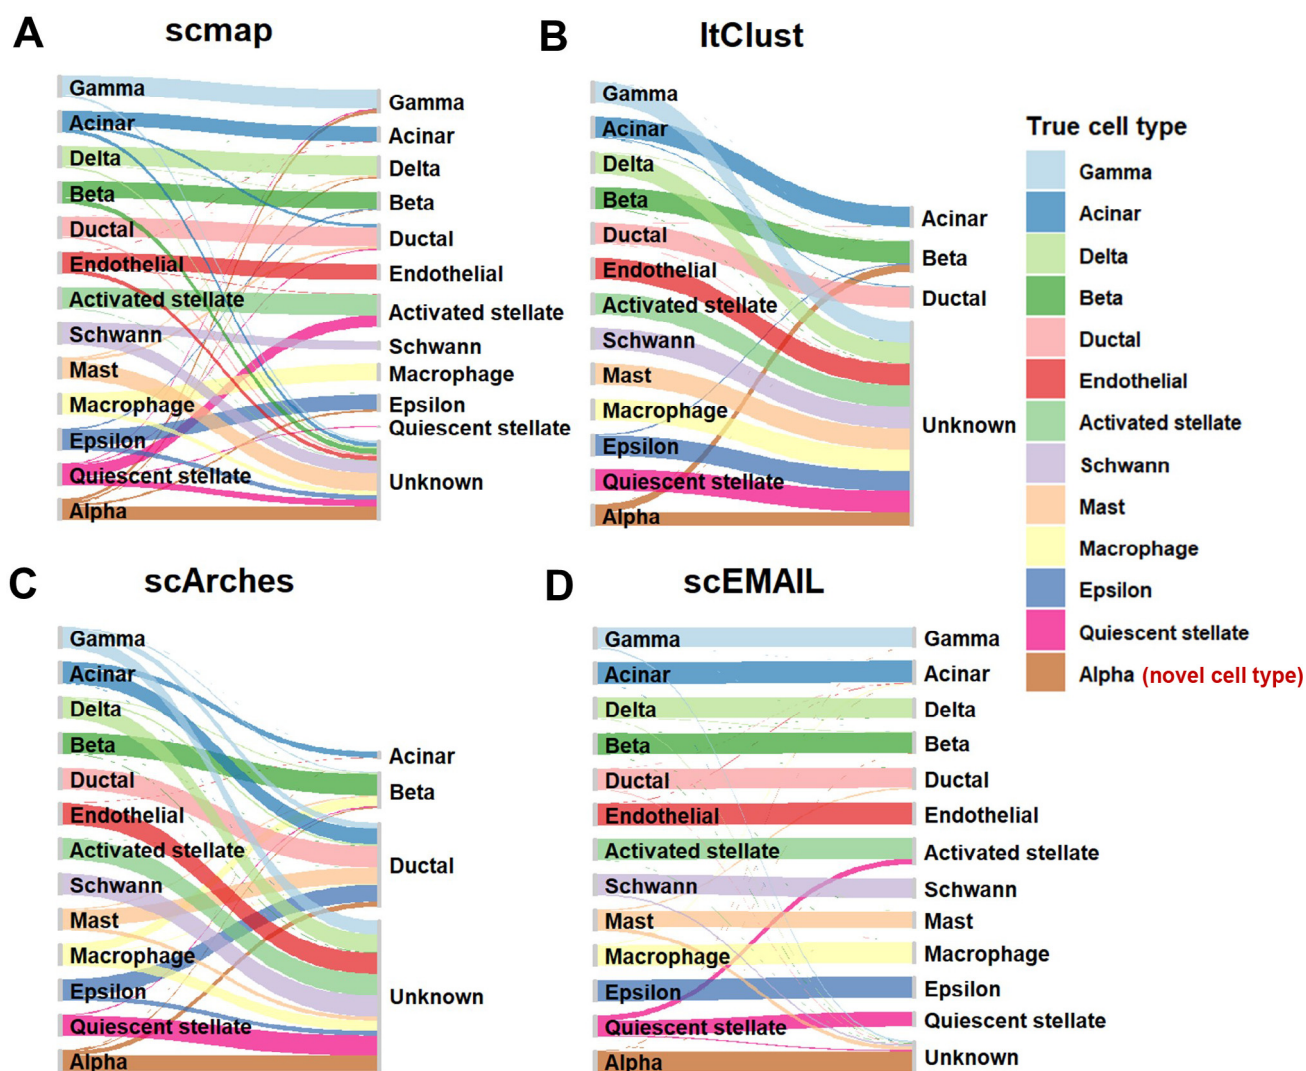 A
scmap
Gamma
Acinar
Delta
Beta
Ductal
Endothelial
Activated stellate
Schwann
Mast
Macrophage
Epsilon
Quiescent stellate
Alpha
Gamma
Acinar
Delta
Beta
Ductal
Endothelial
Activated stellate
Schwann
Macrophage
Epsilon
Quiescent stellate
Unknown
B
ItClust
Gamma
Acinar
Delta
Beta
Ductal
Endothelial
Activated stellate
Schwann
Mast
Macrophage
Epsilon
Quiescent stellate
Alpha
Acinar
Beta
Ductal
Unknown
True cell type
Gamma
Acinar
Delta
Beta
Ductal
Endothelial
Activated stellate
Schwann
Mast
Macrophage
Epsilon
Quiescent stellate
Alpha (novel cell type)
C
scArches
Gamma
Acinar
Delta
Beta
Ductal
Endothelial
Activated stellate
Schwann
Mast
Macrophage
Epsilon
Quiescent stellate
Alpha
Acinar
Beta
Ductal
Unknown
D
scEMAIL
Gamma
Acinar
Delta
Beta
Ductal
Endothelial
Activated stellate
Schwann
Mast
Macrophage
Epsilon
Quiescent stellate
Alpha
Gamma
Acinar
Delta
Beta
Ductal
Endothelial
Activated stellate
Schwann
Mast
Macrophage
Epsilon
Quiescent stellate
Unknown